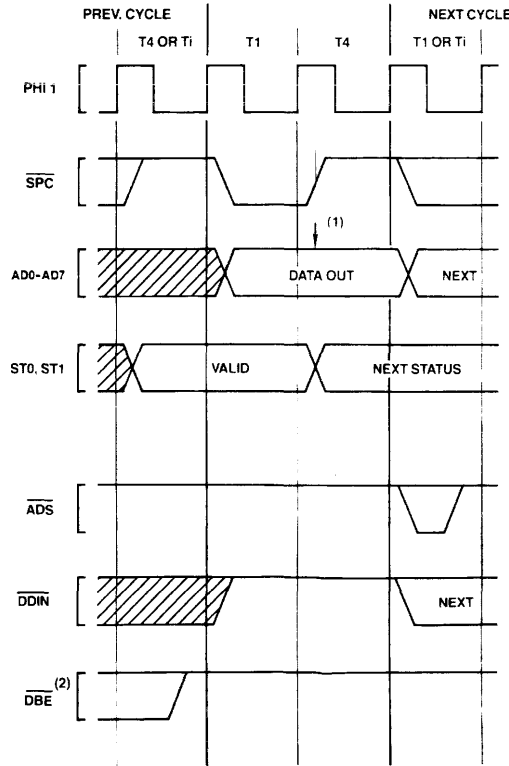 PREV. CYCLE NEXT CYCLE
T4 OR Ti T1 T4 T1 OR Ti
PHI 1
SPC
(1)
AD0-AD7 DATA OUT NEXT
ST0, ST1 VALID NEXT STATUS
ADS
DDIN NEXT
DBE (2)